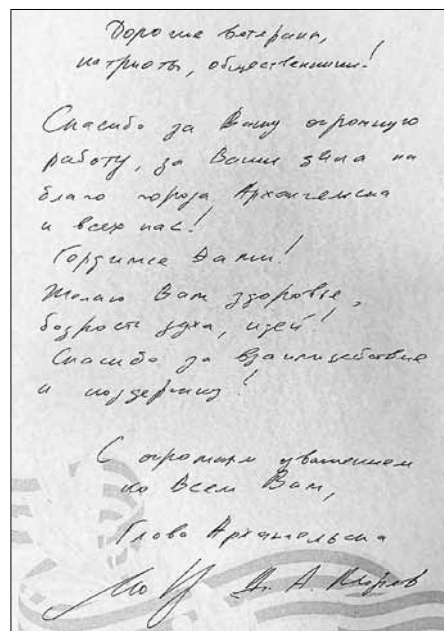 Дорогие ветераны,
патриоты, общественники!
Спасибо за Вашу огромную
работу, за Ваши дела на
благо города Архангельска
и всех нас!
Гордимся Вами!
Желаю Вам здоровья,
бодрости духа, идей!
Спасибо за взаимодействие
и поддержку!
С огромным уважением
ко Всем Вам,
Глава Архангельска
А.